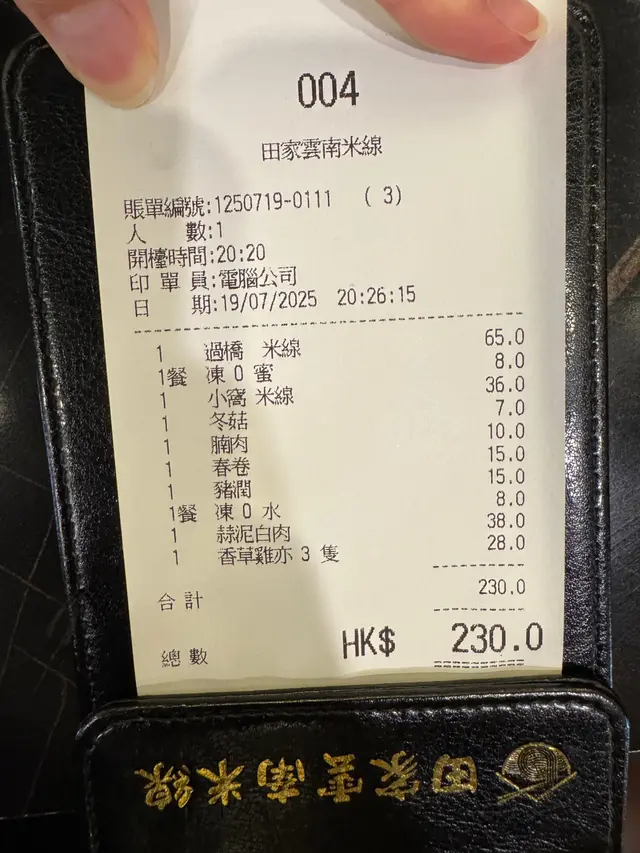 004
田家雲南米線
賬單編號:1250719-0111 ( 3)
人 數:1
開檯時間:20:20
印 單 員:電腦公司
日 期:19/07/2025 20:26:15
1 過橋 米線 65.0
1餐 凍 O 蜜 8.0
1 小窩 米線 36.0
1 冬菇 7.0
1 腩肉 10.0
1 春卷 15.0
1 豬潤 15.0
1餐 凍 O 水 8.0
1 蒜泥白肉 38.0
1 香草雞亦 3 隻 28.0
合計 230.0
總數 HK$ 230.0
田家雲南米線